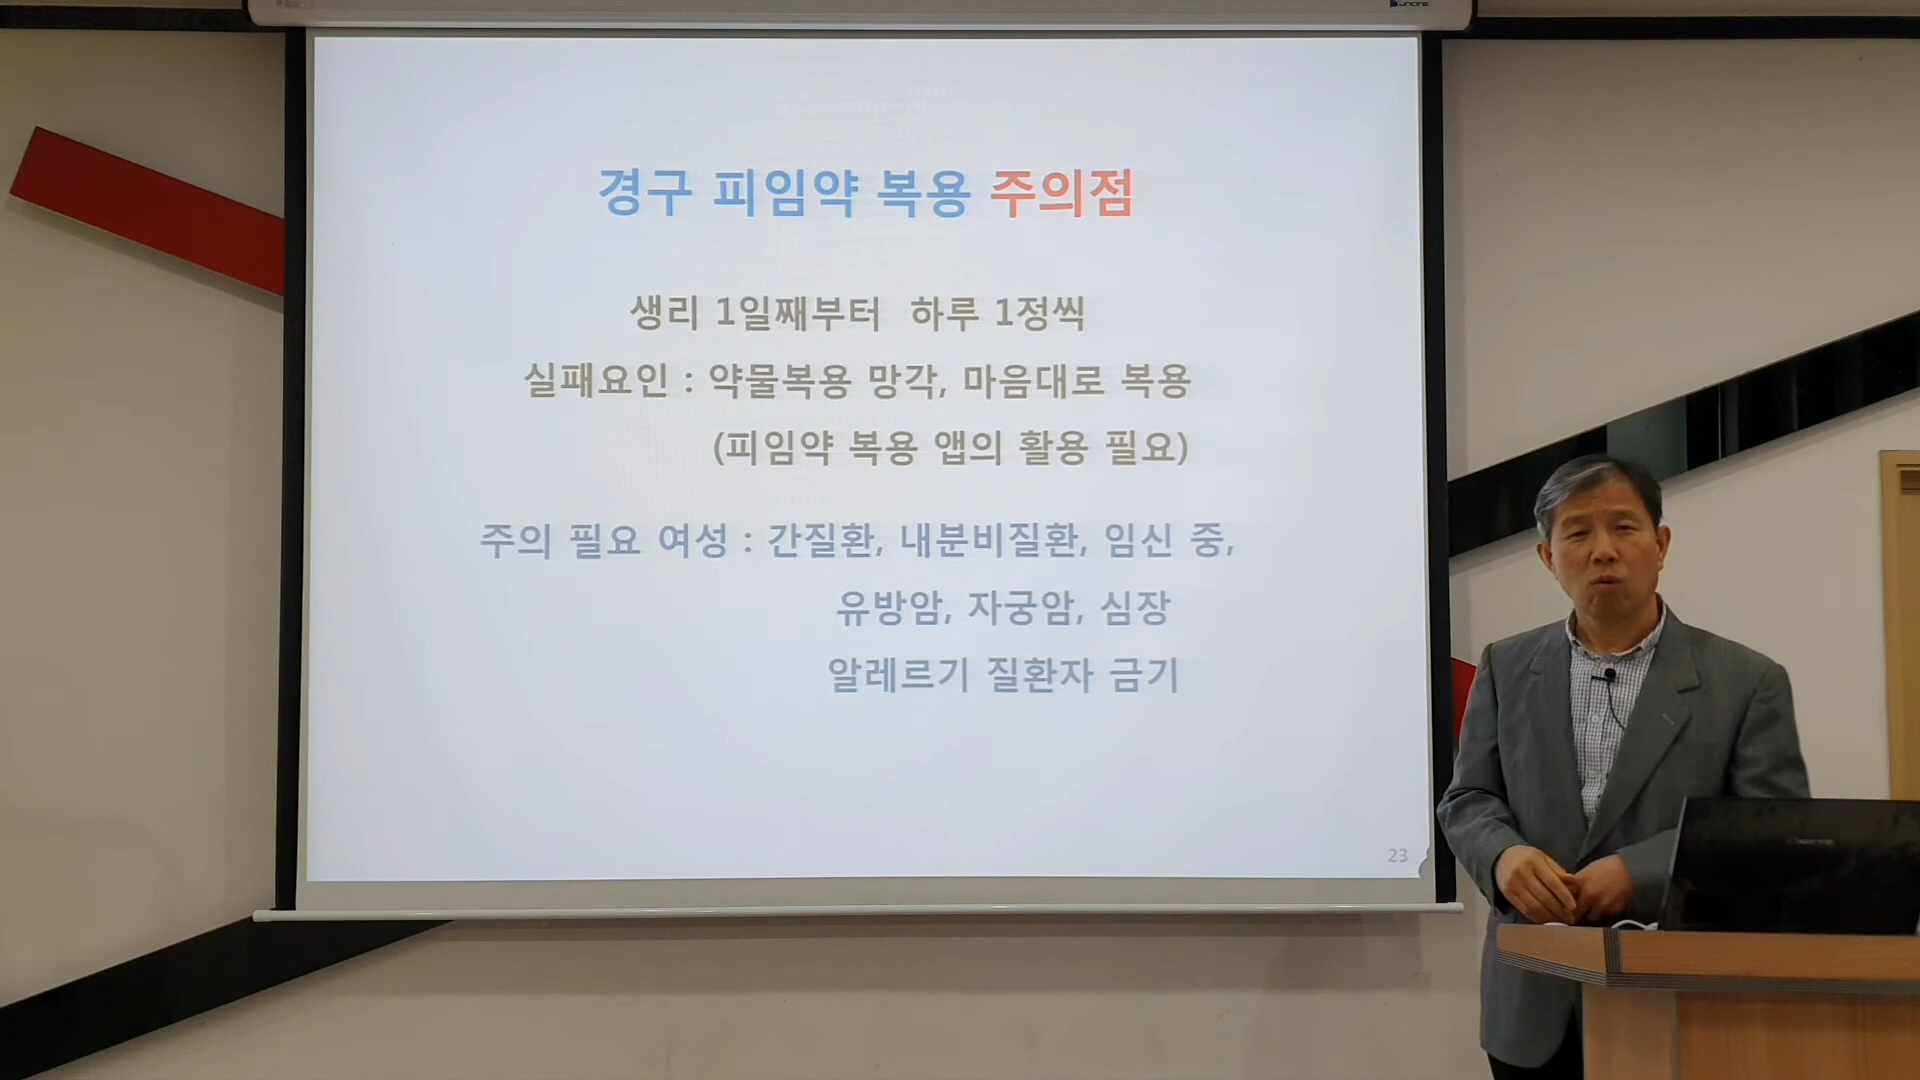 경구 피임약 복용 주의점
생리 1일째부터 하루 1정씩
실패요인 : 약물복용 망각, 마음대로 복용
(피임약 복용 앱의 활용 필요)
주의 필요 여성 : 간질환, 내분비질환, 임신 중,
유방암, 자궁암, 심장
알레르기 질환자 금기
23